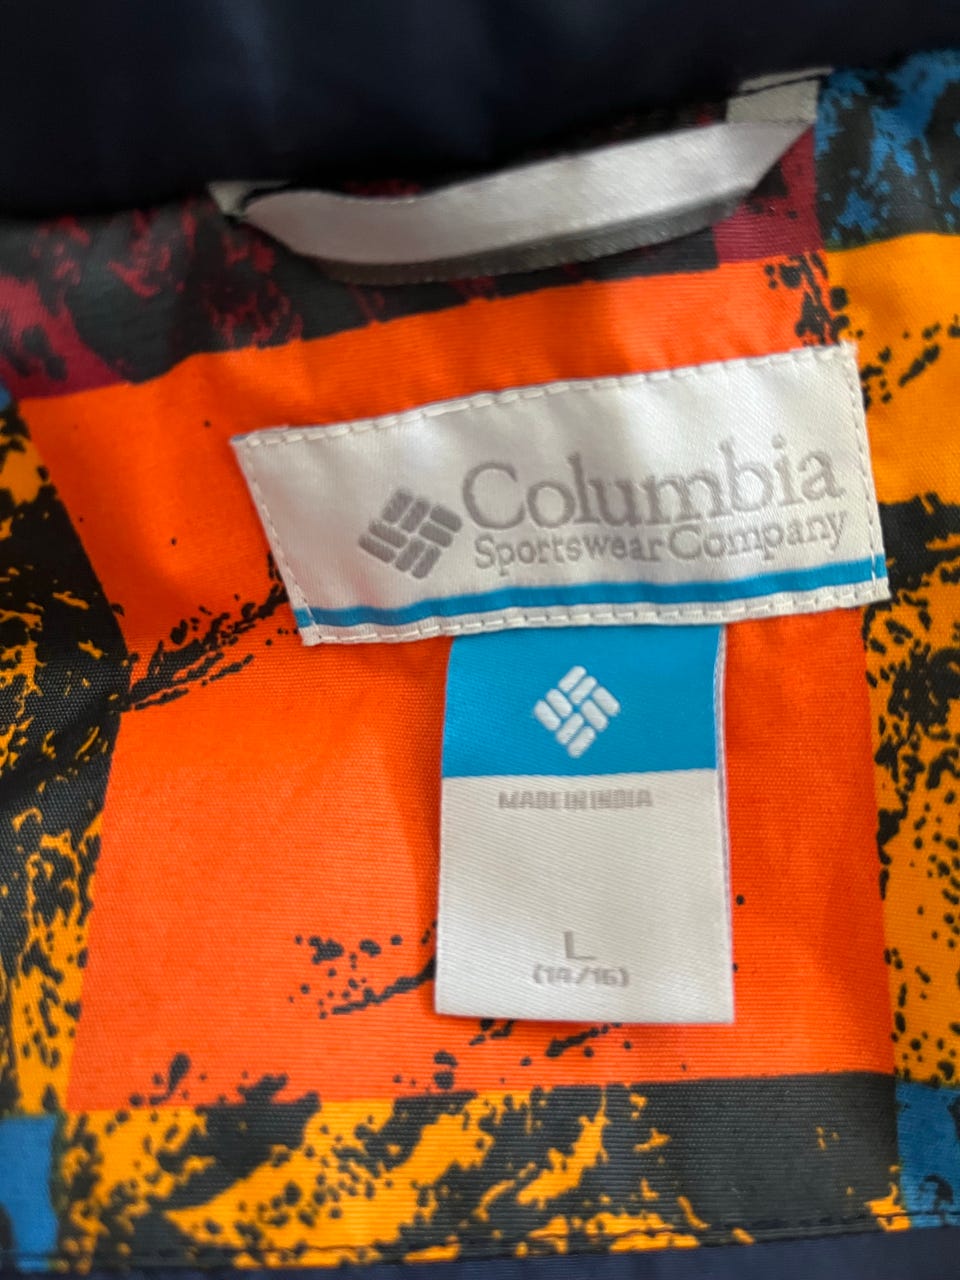 Columbia
Sportswear Company
MADE IN INDIA
L
(14/16)